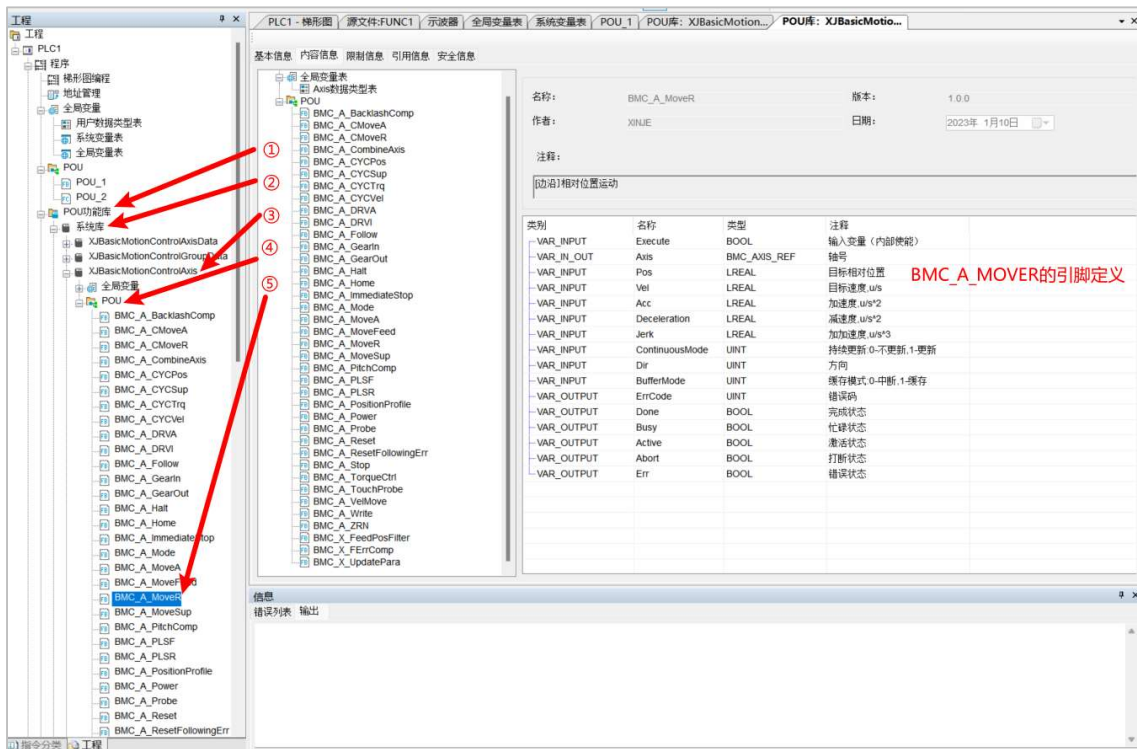 工程
PLC1 - 梯形图 源文件:FUNC1 示波器 全局变量表 系统变量表 POU_1 POU库：XJBasicMotion... POU库：XJBasicMotio...
工程
PLC1
程序
梯形图编程
地址管理
全局变量
用户数据类型表
系统变量表
全局变量表
POU
POU_1
POU_2
POU功能库
系统库
XJBasicMotionControlAxisData
XJBasicMotionControlGroupData
XJBasicMotionControlAxis
全局变量
POU
BMC_A_BacklashComp
BMC_A_CMoveA
BMC_A_CMoveR
BMC_A_CombineAxis
BMC_A_CYCPos
BMC_A_CYCSup
BMC_A_CYCTrq
BMC_A_CYCVel
BMC_A_DRVA
BMC_A_DRVI
BMC_A_Follow
BMC_A_GearIn
BMC_A_GearOut
BMC_A_Halt
BMC_A_Home
BMC_A_ImmediateStop
BMC_A_Mode
BMC_A_MoveA
BMC_A_MoveFeed
BMC_A_MoveR
BMC_A_MoveSup
BMC_A_PitchComp
BMC_A_PLSF
BMC_A_PLSR
BMC_A_PositionProfile
BMC_A_Power
BMC_A_Probe
BMC_A_Reset
BMC_A_ResetFollowingErr
指令分类 工程
①
②
③
④
⑤
基本信息 内容信息 限制信息 引用信息 安全信息
全局变量表
Axis数据类型表
POU
BMC_A_BacklashComp
BMC_A_CMoveA
BMC_A_CMoveR
BMC_A_CombineAxis
BMC_A_CYCPos
BMC_A_CYCSup
BMC_A_CYCTrq
BMC_A_CYCVel
BMC_A_DRVA
BMC_A_DRVI
BMC_A_Follow
BMC_A_GearIn
BMC_A_GearOut
BMC_A_Halt
BMC_A_Home
BMC_A_ImmediateStop
BMC_A_Mode
BMC_A_MoveA
BMC_A_MoveFeed
BMC_A_MoveR
BMC_A_MoveSup
BMC_A_PitchComp
BMC_A_PLSF
BMC_A_PLSR
BMC_A_PositionProfile
BMC_A_Power
BMC_A_Probe
BMC_A_Reset
BMC_A_ResetFollowingErr
BMC_A_Stop
BMC_A_TorqueCtrl
BMC_A_TouchProbe
BMC_A_VelMove
BMC_A_Write
BMC_A_ZRN
BMC_X_FeedPosFilter
BMC_X_FErrComp
BMC_X_UpdatePara
名称： BMC_A_MoveR 版本： 1.0.0
作者： XINJE 日期： 2023年 1月10日
注释：
[边沿]相对位置运动
类别 名称 类型 注释
VAR_INPUT Execute BOOL 输入变量（内部使能）
VAR_IN_OUT Axis BMC_AXIS_REF 轴号
VAR_INPUT Pos LREAL 目标相对位置
VAR_INPUT Vel LREAL 目标速度,u/s
VAR_INPUT Acc LREAL 加速度,u/s^2
VAR_INPUT Deceleration LREAL 减速度,u/s^2
VAR_INPUT Jerk LREAL 加加速度,u/s^3
VAR_INPUT ContinuousMode UINT 持续更新:0-不更新,1-更新
VAR_INPUT Dir UINT 方向
VAR_INPUT BufferMode UINT 缓存模式:0-中断,1-缓存
VAR_OUTPUT ErrCode UINT 错误码
VAR_OUTPUT Done BOOL 完成状态
VAR_OUTPUT Busy BOOL 忙碌状态
VAR_OUTPUT Active BOOL 激活状态
VAR_OUTPUT Abort BOOL 打断状态
VAR_OUTPUT Err BOOL 错误状态
BMC_A_MOVER的引脚定义
信息
错误列表 输出